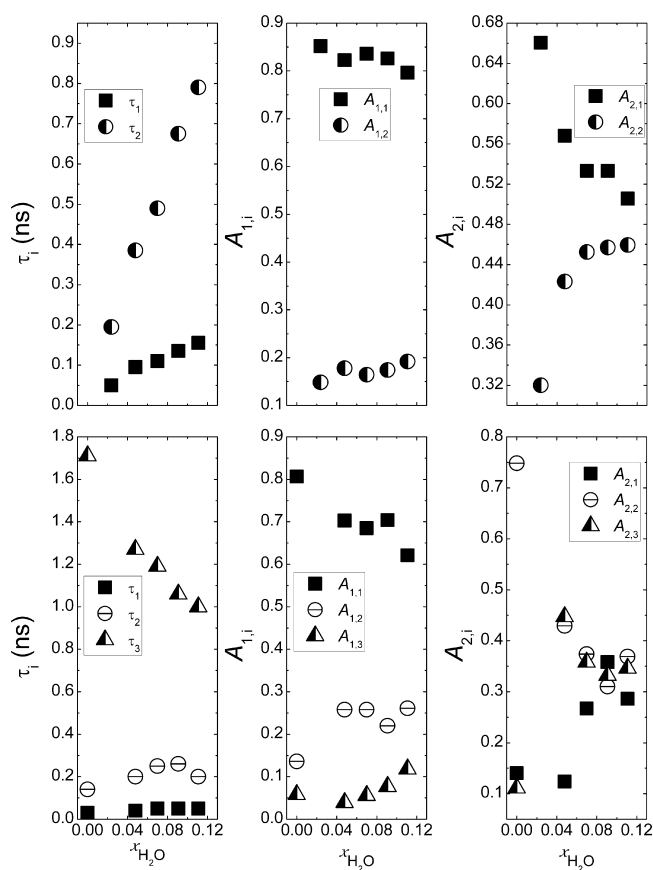 τi (ns)
0.9
0.8
0.7
0.6
0.5
0.4
0.3
0.2
0.1
0.0
τ1
τ2
A1,i
0.9
0.8
0.7
0.6
0.5
0.4
0.3
0.2
0.1
A1,1
A1,2
A2,i
0.68
0.64
0.60
0.56
0.52
0.48
0.44
0.40
0.36
0.32
A2,1
A2,2
τi (ns)
1.8
1.6
1.4
1.2
1.0
0.8
0.6
0.4
0.2
0.0
τ1
τ2
τ3
0.00 0.04 0.08 0.12
xH2O
A1,i
0.9
0.8
0.7
0.6
0.5
0.4
0.3
0.2
0.1
0.0
A1,1
A1,2
A1,3
0.00 0.04 0.08 0.12
xH2O
A2,i
0.8
0.7
0.6
0.5
0.4
0.3
0.2
0.1
A2,1
A2,2
A2,3
0.00 0.04 0.08 0.12
xH2O